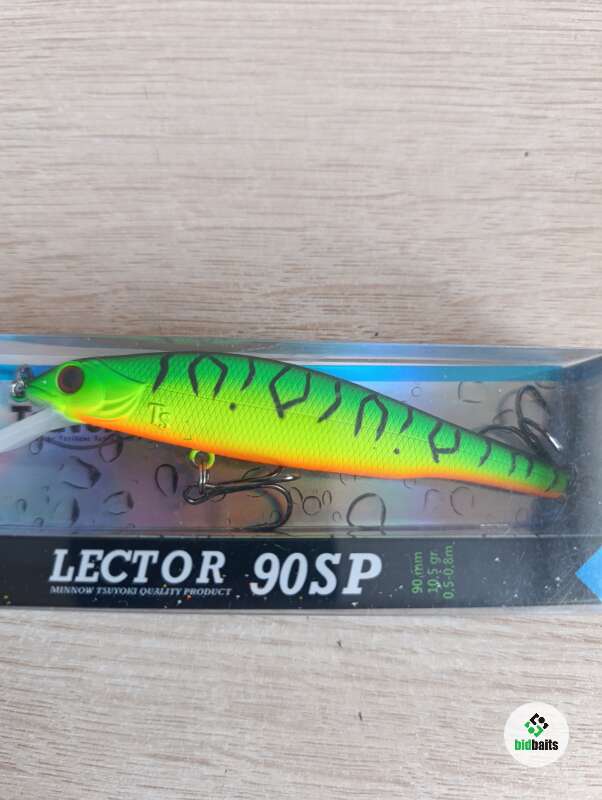 Ts
LECTOR 90SP
MINNOW TSUYOKI QUALITY PRODUCT
90 mm
10.5 gr.
0.5-0.8m
bidbaits